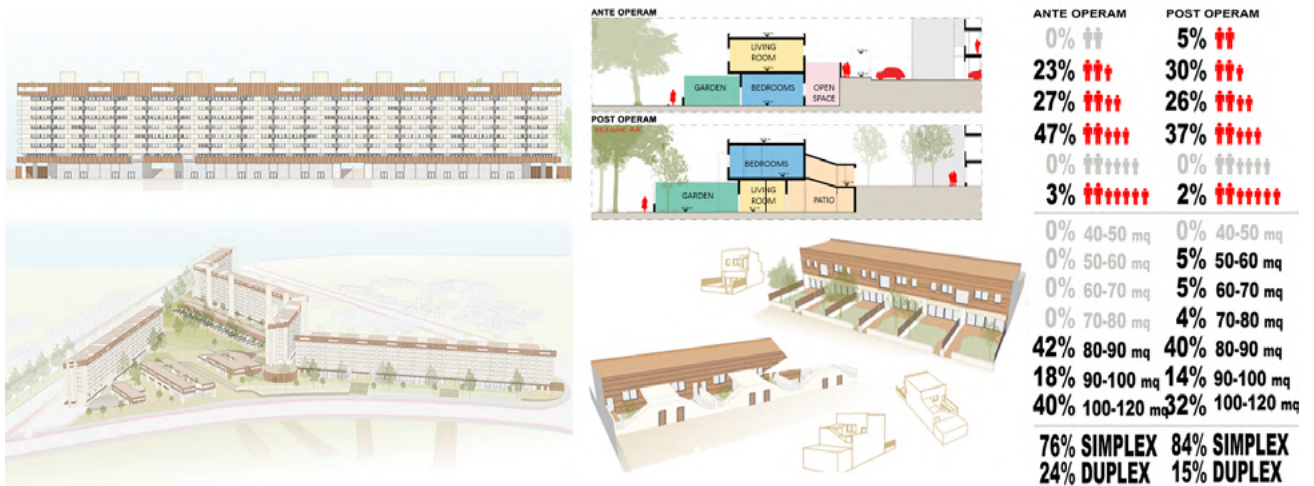 ANTE OPERAM
LIVING
ROOM
GARDEN
BEDROOMS
OPEN
SPACE
POST OPERAM
SEZIONE AA
BEDROOMS
GARDEN
LIVING
ROOM
PATIO
ANTE OPERAM POST OPERAM
0% 5%
23% 30%
27% 26%
47% 37%
0% 0%
3% 2%
0% 40-50 mq 0% 40-50 mq
0% 50-60 mq 5% 50-60 mq
0% 60-70 mq 5% 60-70 mq
0% 70-80 mq 4% 70-80 mq
42% 80-90 mq 40% 80-90 mq
18% 90-100 mq 14% 90-100 mq
40% 100-120 mq 32% 100-120 mq
76% SIMPLEX 84% SIMPLEX
24% DUPLEX 15% DUPLEX